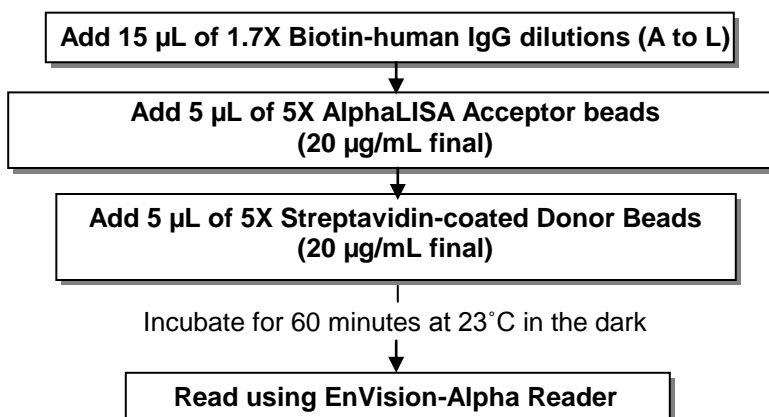 Add 15 µL of 1.7X Biotin-human IgG dilutions (A to L)
Add 5 µL of 5X AlphaLISA Acceptor beads
(20 µg/mL final)
Add 5 µL of 5X Streptavidin-coated Donor Beads
(20 µg/mL final)
Incubate for 60 minutes at 23˚C in the dark
Read using EnVision-Alpha Reader